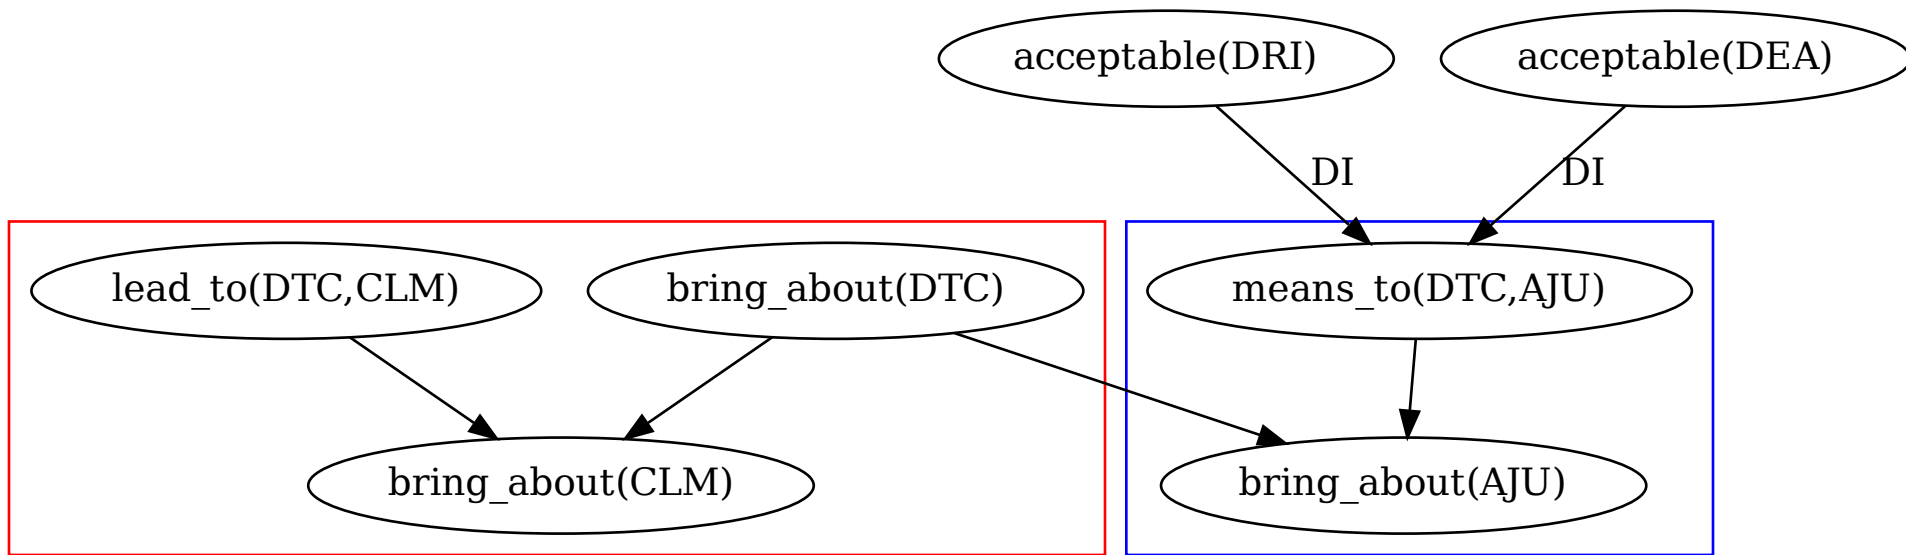 acceptable(DRI)
acceptable(DEA)
DI
DI
lead_to(DTC,CLM)
bring_about(DTC)
means_to(DTC,AJU)
bring_about(CLM)
bring_about(AJU)